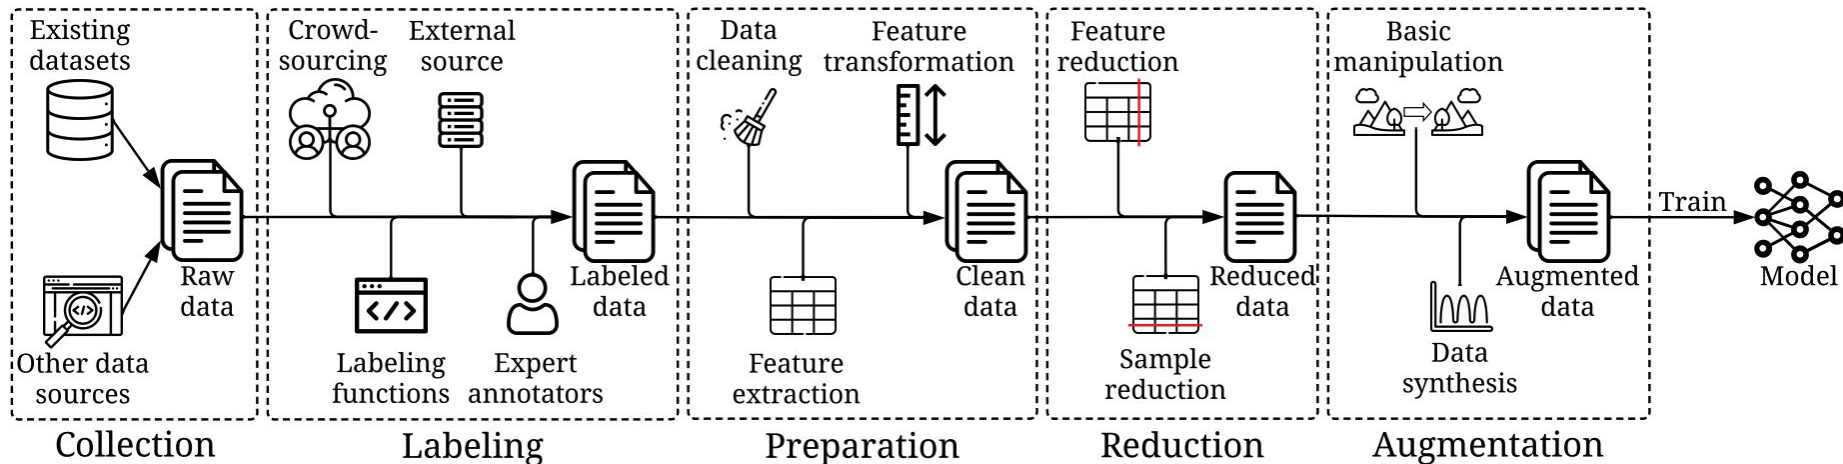 Existing
datasets
Other data
sources
Raw
data
Collection
Crowd-
sourcing
External
source
</>
Labeling
functions
Expert
annotators
Labeled
data
Labeling
Data
cleaning
Feature
transformation
Feature
extraction
Clean
data
Preparation
Feature
reduction
Sample
reduction
Reduced
data
Reduction
Basic
manipulation
Data
synthesis
Augmented
data
Augmentation
Train
Model